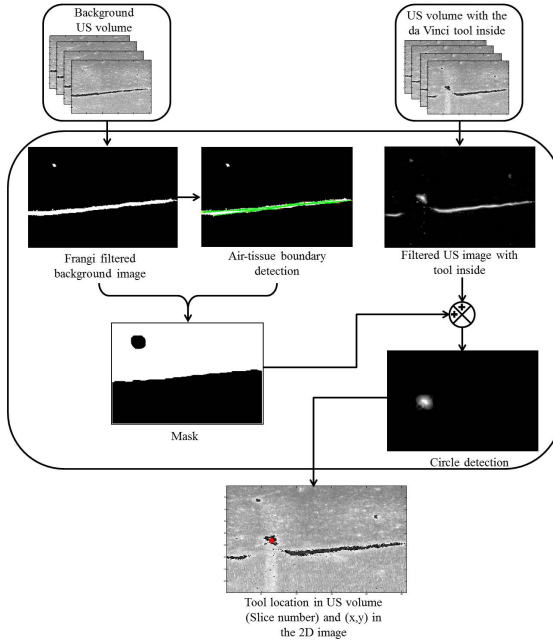 Background
US volume
US volume with the
da Vinci tool inside
Frangi filtered
background image
Air-tissue boundary
detection
Filtered US image with
tool inside
+
+
Mask
Circle detection
Tool location in US volume
(Slice number) and (x,y) in
the 2D image